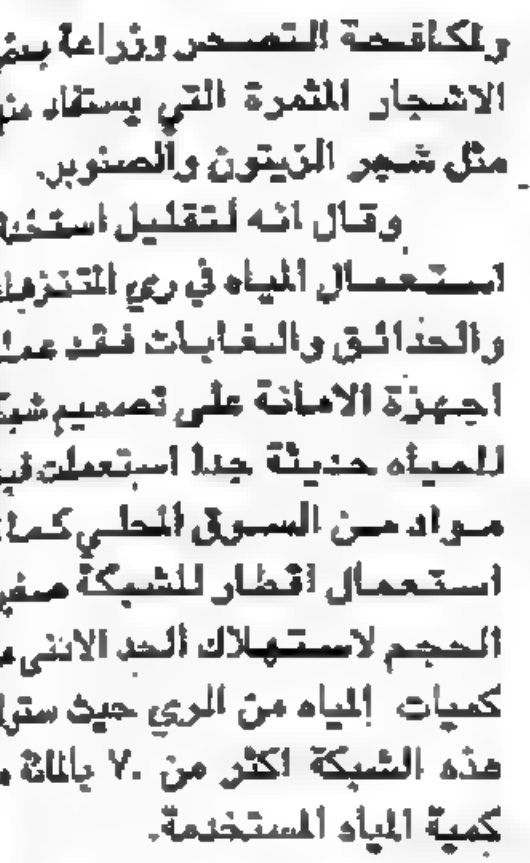 ولمكافحة التصحر وزراعة
الاشجار المثمرة التي يستفاد
مثل شجر الزيتون والصنوبر.
وقال انه لتقليل
استعمال المياه في ري
والحدائق والغابات فقد
اجهزة الامانة على تصميم
للمياه حديثة جدا استعملت
مواد من السوق المحلي كما
استعمال اقطار للشبكة
الحجم لاستهلاك الحد الادنى
كميات المياه من الري حيث
هذه الشبكة اكثر من ٧٠ بالمائة
كمية المياه المستخدمة.